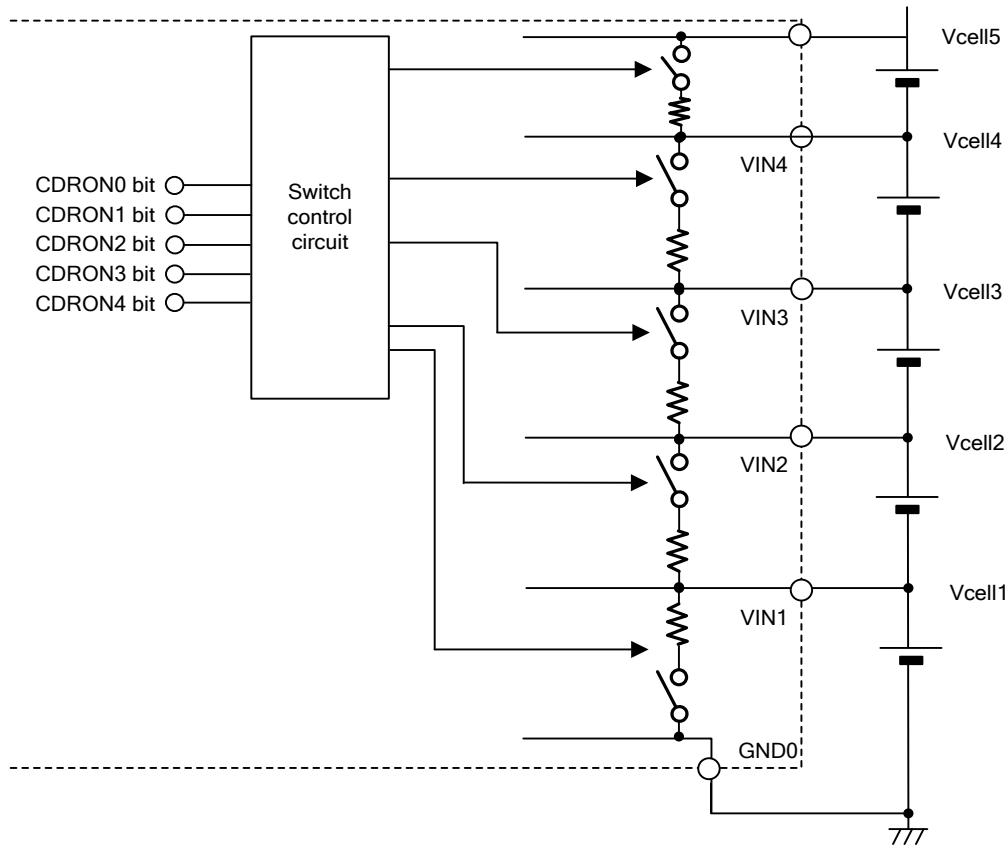 Vcell5
Vcell4
VIN4
CDRON0 bit
CDRON1 bit
CDRON2 bit
CDRON3 bit
CDRON4 bit
Switch
control
circuit
Vcell3
VIN3
Vcell2
VIN2
Vcell1
VIN1
GND0